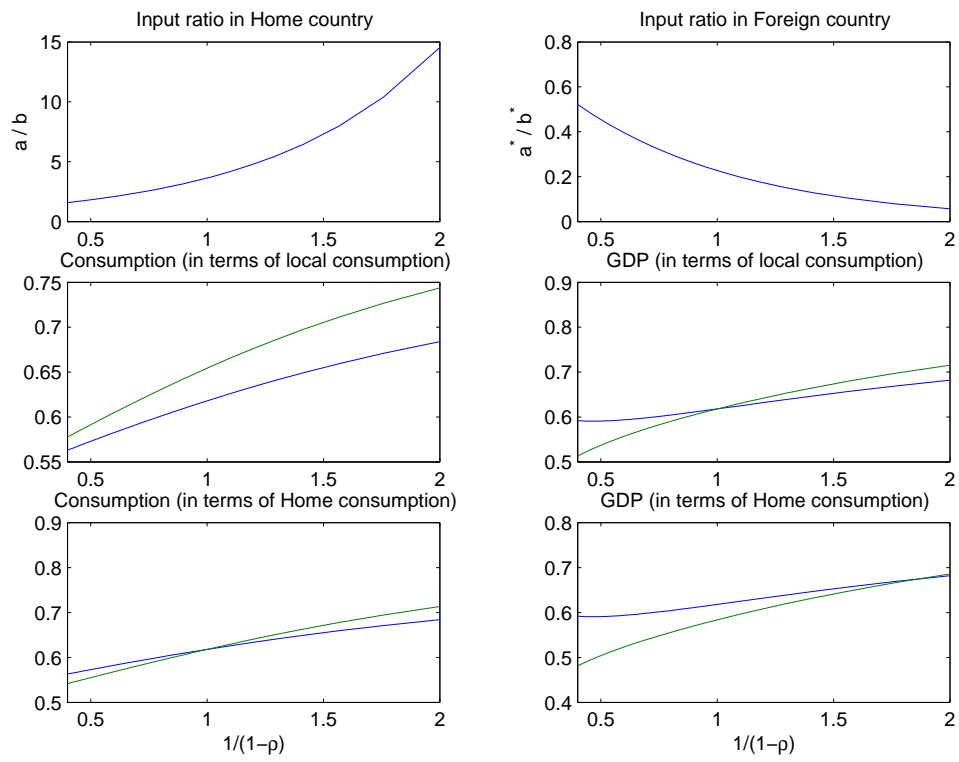 Input ratio in Home country
15
10
5
0
a / b
0.5 1 1.5 2
Input ratio in Foreign country
0.8
0.6
0.4
0.2
0
a* / b*
0.5 1 1.5 2
Consumption (in terms of local consumption)
0.75
0.7
0.65
0.6
0.55
0.5 1 1.5 2
GDP (in terms of local consumption)
0.9
0.8
0.7
0.6
0.5
0.5 1 1.5 2
Consumption (in terms of Home consumption)
0.9
0.8
0.7
0.6
0.5
0.5 1 1.5 2
1/(1−ρ)
GDP (in terms of Home consumption)
0.8
0.7
0.6
0.5
0.4
0.5 1 1.5 2
1/(1−ρ)